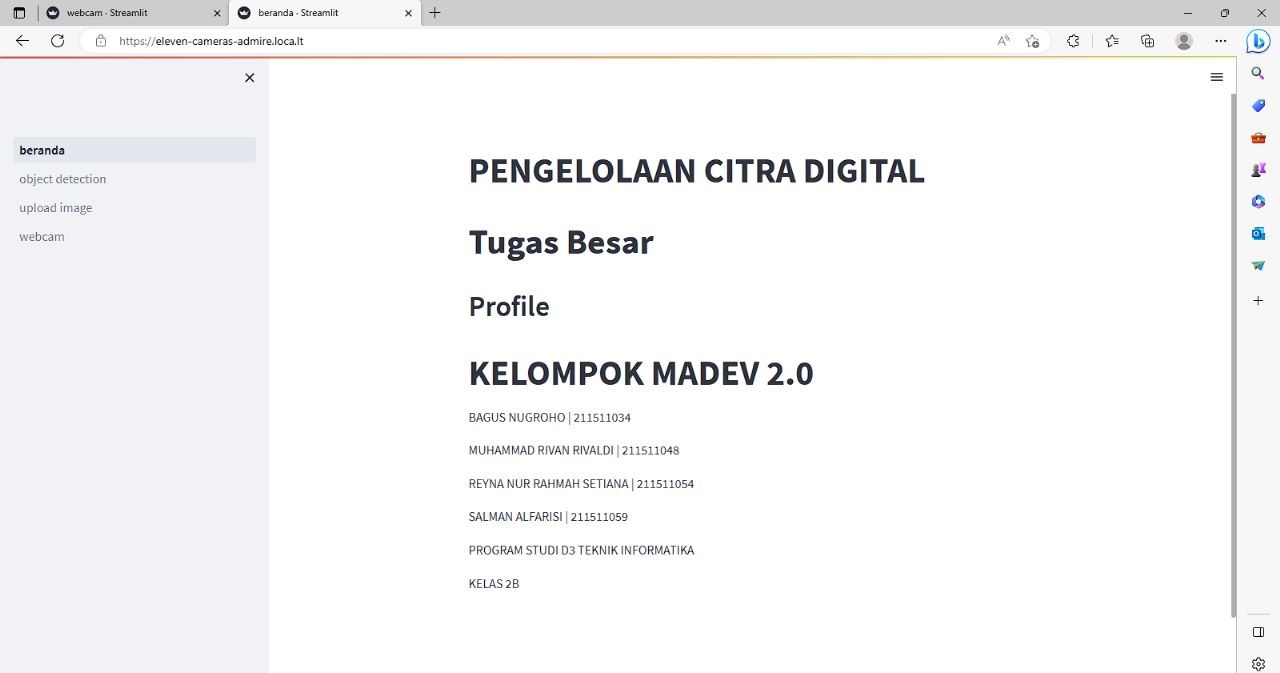 webcam · Streamlit
beranda · Streamlit
https://eleven-cameras-admire.loca.lt
beranda
object detection
upload image
webcam
PENGELOLAAN CITRA DIGITAL
Tugas Besar
Profile
KELOMPOK MADEV 2.0
BAGUS NUGROHO | 211511034
MUHAMMAD RIVAN RIVALDI | 211511048
REYNA NUR RAHMAH SETIANA | 211511054
SALMAN ALFARISI | 211511059
PROGRAM STUDI D3 TEKNIK INFORMATIKA
KELAS 2B